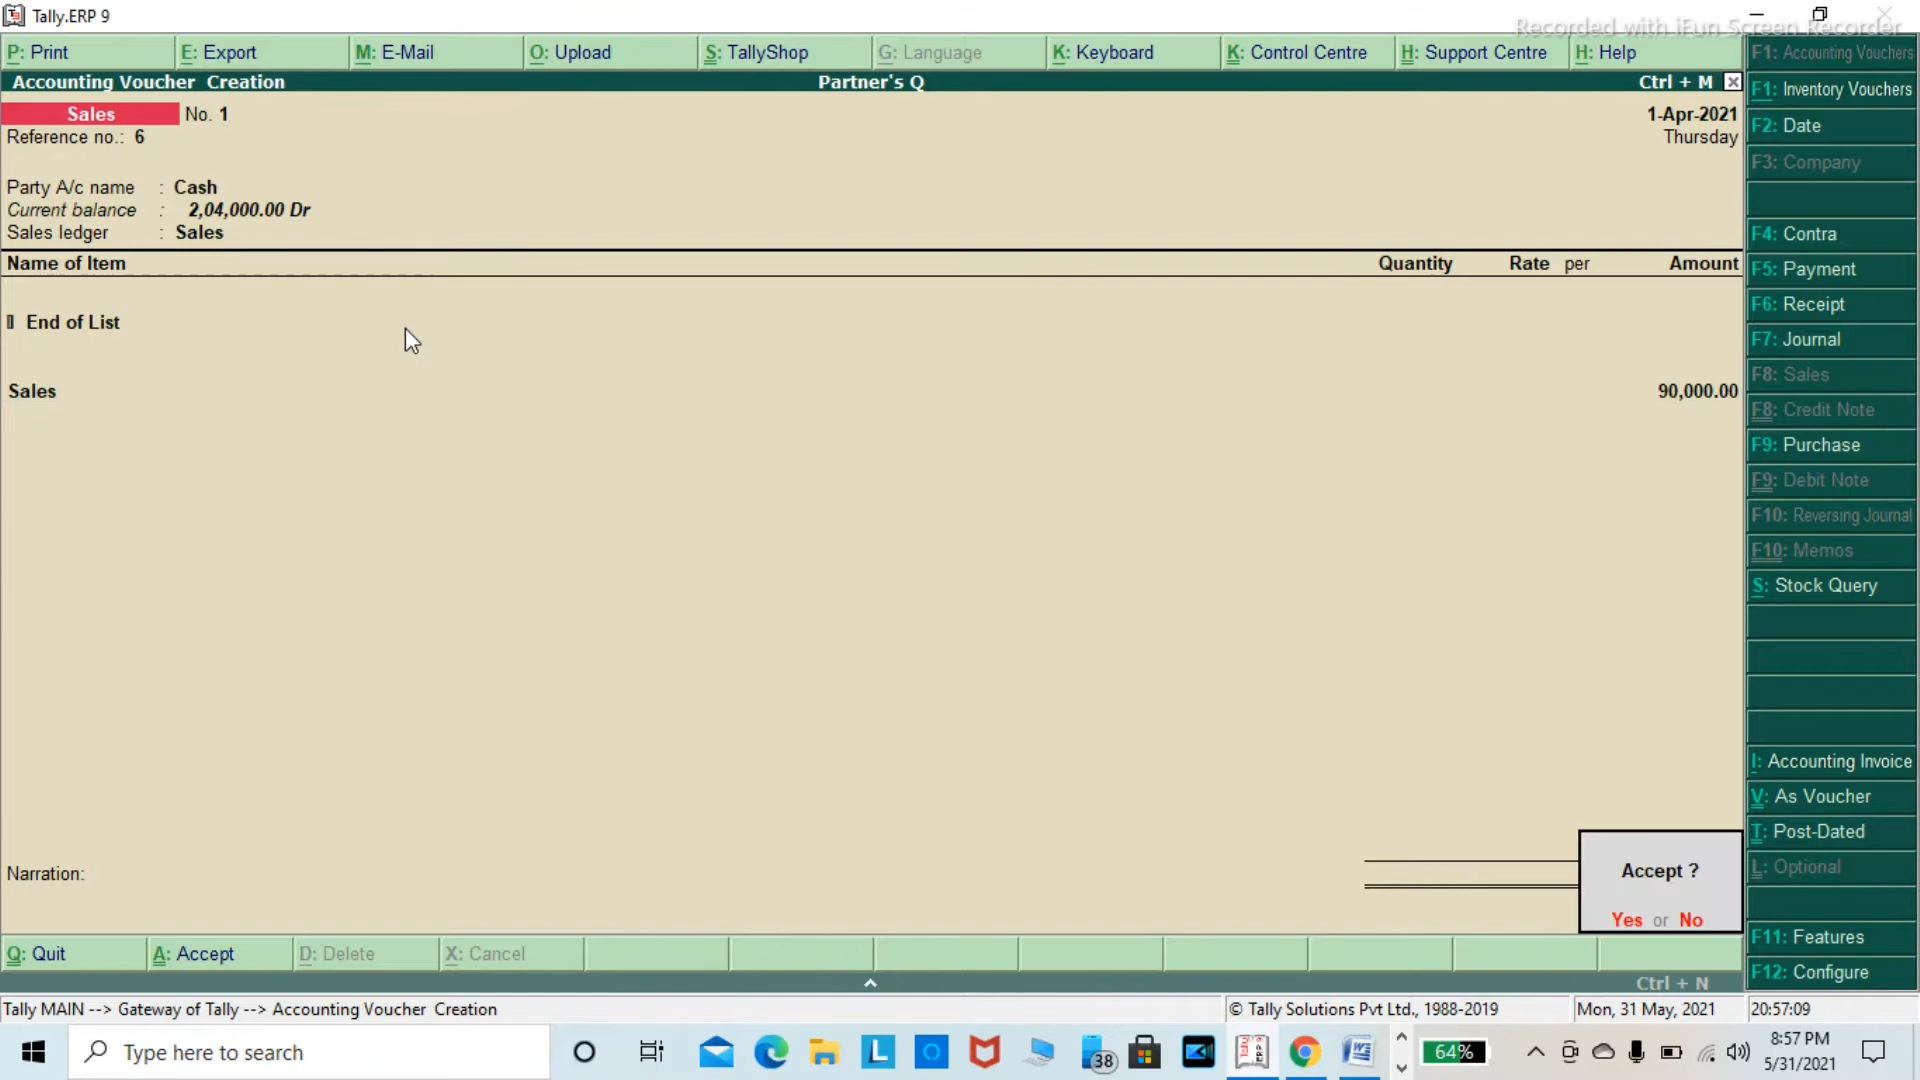 Tally.ERP 9
Recorded with iFun Screen Recorder
P: Print E: Export M: E-Mail O: Upload S: TallyShop G: Language K: Keyboard K: Control Centre H: Support Centre H: Help F1: Accounting Vouchers
Accounting Voucher Creation Partner's Q Ctrl + M
F1: Inventory Vouchers
Sales No. 1 1-Apr-2021
F2: Date
Reference no.: 6 Thursday
F3: Company
Party A/c name : Cash
Current balance : 2,04,000.00 Dr
Sales ledger : Sales
F4: Contra
Name of Item Quantity Rate per Amount
F5: Payment
F6: Receipt
End of List
F7: Journal
F8: Sales
Sales 90,000.00
F8: Credit Note
F9: Purchase
F9: Debit Note
F10: Reversing Journal
F10: Memos
S: Stock Query
I: Accounting Invoice
V: As Voucher
T: Post-Dated
L: Optional
Narration:
Accept ?
Yes or No
F11: Features
Q: Quit A: Accept D: Delete X: Cancel
F12: Configure
Ctrl + N
Tally MAIN --> Gateway of Tally --> Accounting Voucher Creation © Tally Solutions Pvt Ltd., 1988-2019 Mon, 31 May, 2021 20:57:09
Type here to search
38
64%
8:57 PM
5/31/2021